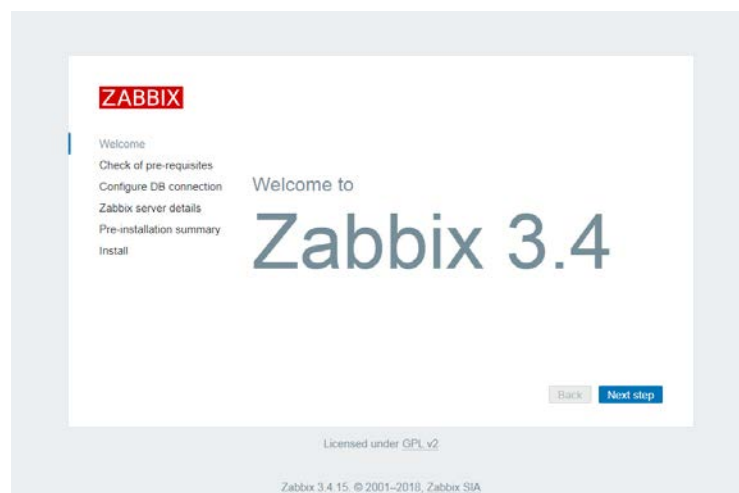 ZABBIX
Welcome
Check of pre-requisites
Configure DB connection
Zabbix server details
Pre-installation summary
Install
Welcome to
Zabbix 3.4
Back
Next step
Licensed under GPL v2
Zabbix 3.4.15. © 2001–2018, Zabbix SIA